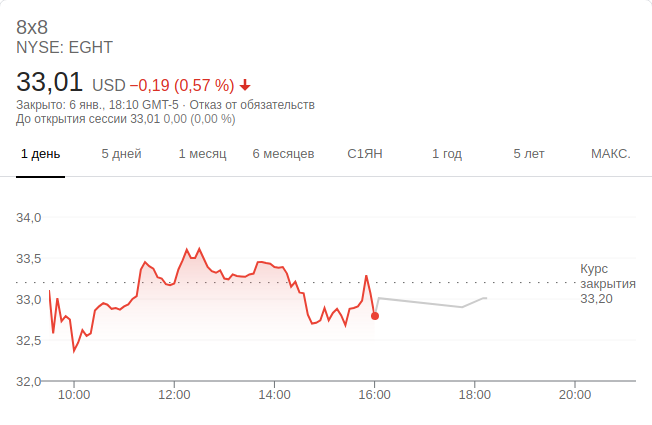 8x8
NYSE: EGHT
33,01 USD −0,19 (0,57 %)
Закрыто: 6 янв., 18:10 GMT-5 · Отказ от обязательств
До открытия сессии 33,01 0,00 (0,00 %)
1 день 5 дней 1 месяц 6 месяцев С1ЯН 1 год 5 лет МАКС.
34,0
33,5
Курс
закрытия
33,20
33,0
32,5
32,0
10:00 12:00 14:00 16:00 18:00 20:00